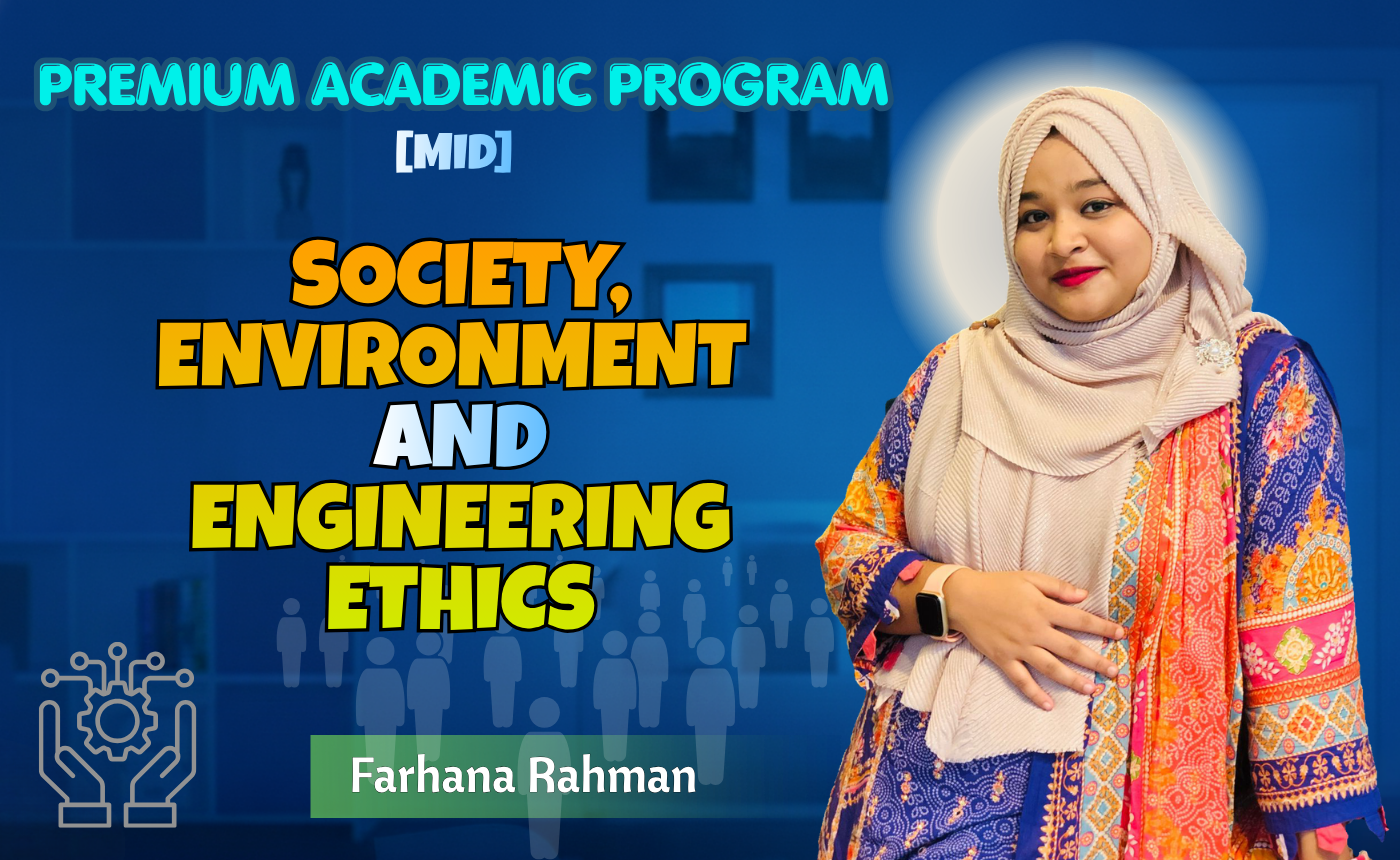 PREMIUM ACADEMIC PROGRAM
[MID]
SOCIETY,
ENVIRONMENT
AND
ENGINEERING
ETHICS
Farhana Rahman